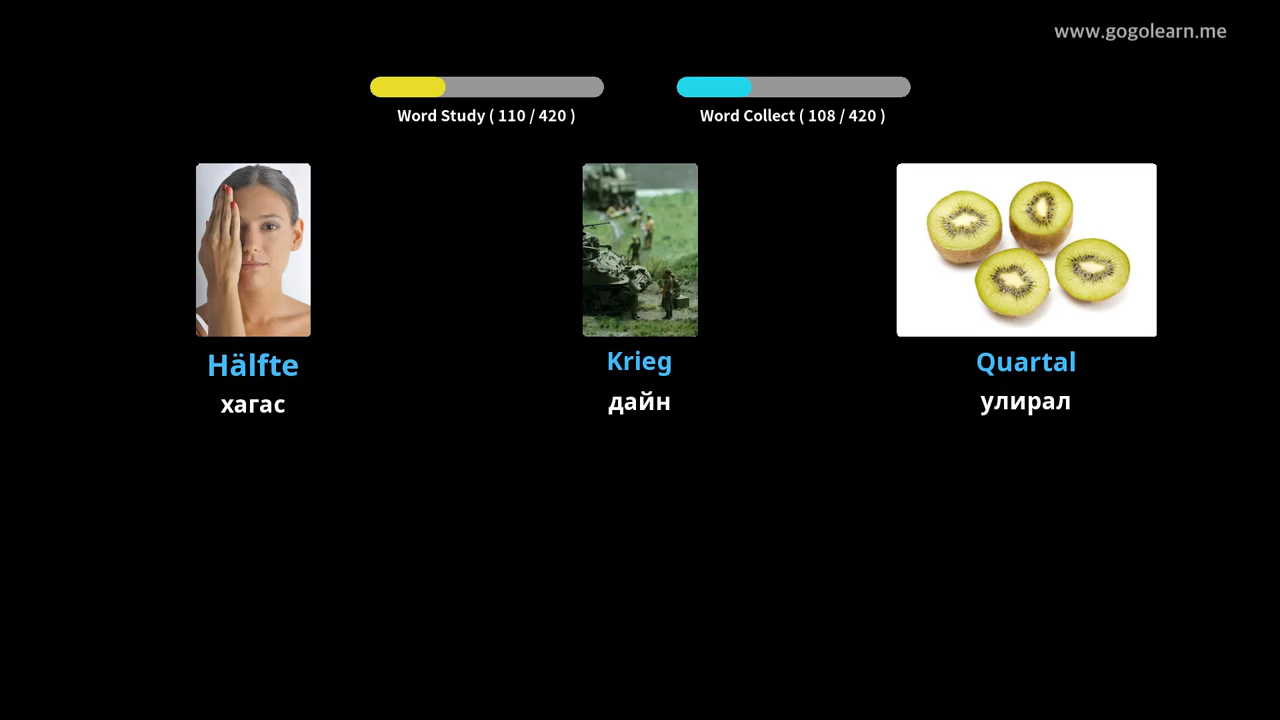 www.gogolearn.me
Word Study ( 110 / 420 )
Word Collect ( 108 / 420 )
Hälfte
хагас
Krieg
дайн
Quartal
улирал